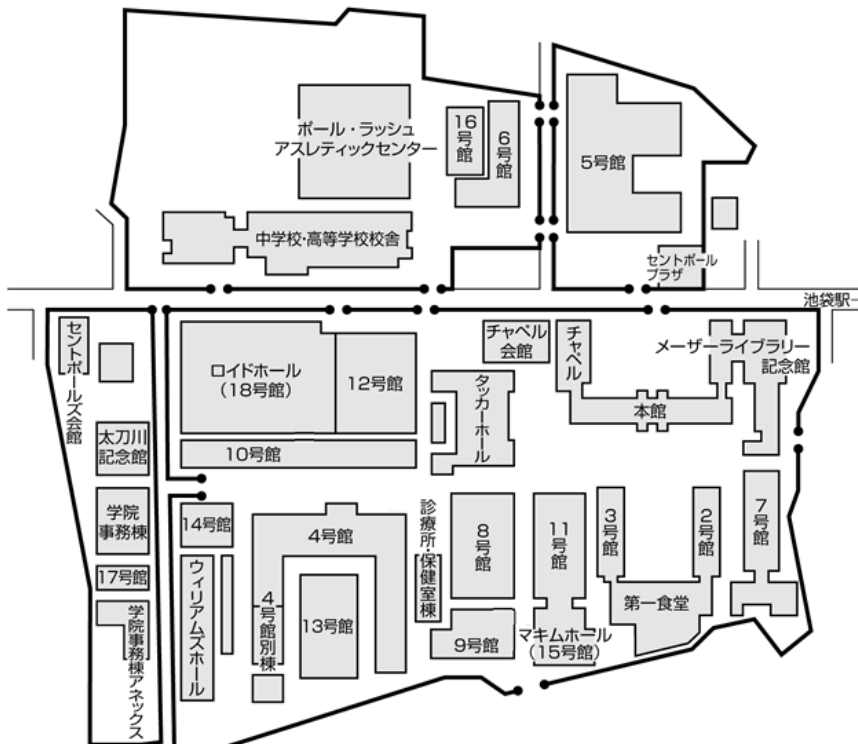 ポール・ラッシュ
アスレティックセンター
16号館
6号館
5号館
中学校・高等学校校舎
セントポール
プラザ
池袋駅
セントポールズ会館
ロイドホール
(18号館)
12号館
チャペル
会館
チャペル
メーザーライブラリー
記念館
本館
タッカーホール
太刀川
記念館
10号館
学院
事務棟
14号館
4号館
診療所・保健室棟
8号館
11号館
3号館
2号館
7号館
17号館
ウィリアムズホール
4号館別棟
13号館
第一食堂
学院事務棟アネックス
9号館
マキムホール
(15号館)